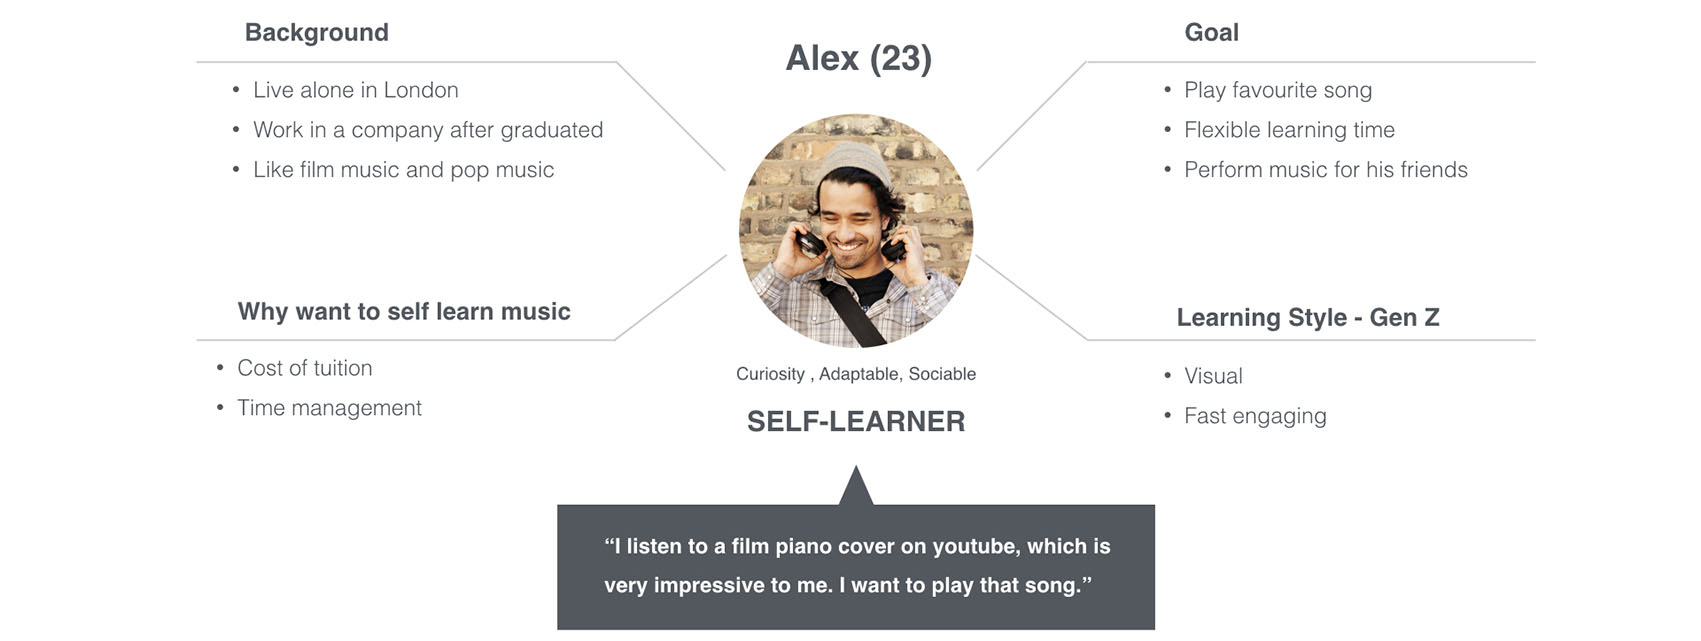 Background
• Live alone in London
• Work in a company after graduated
• Like film music and pop music
Why want to self learn music
• Cost of tuition
• Time management
Alex (23)
Curiosity , Adaptable, Sociable
SELF-LEARNER
“I listen to a film piano cover on youtube, which is
very impressive to me. I want to play that song.”
Goal
• Play favourite song
• Flexible learning time
• Perform music for his friends
Learning Style - Gen Z
• Visual
• Fast engaging